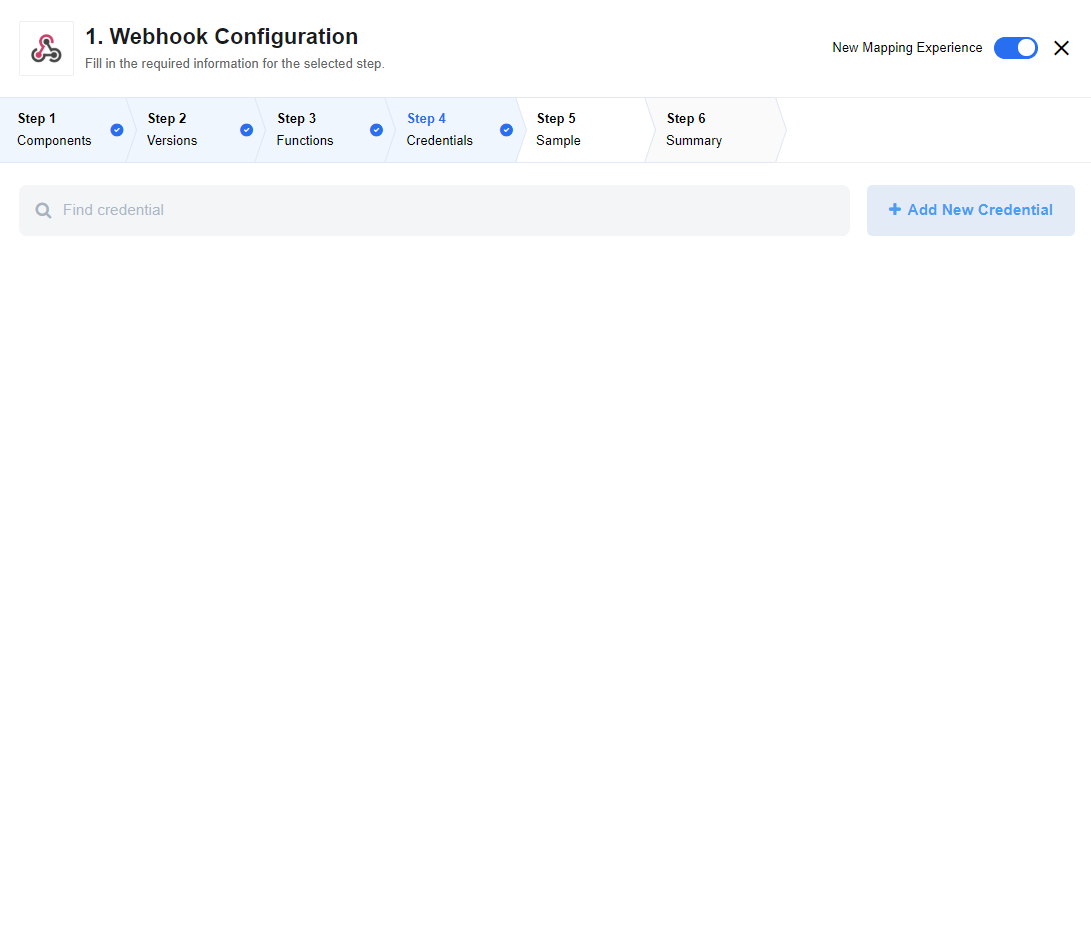 1. Webhook Configuration
Fill in the required information for the selected step.
New Mapping Experience
Step 1
Components
Step 2
Versions
Step 3
Functions
Step 4
Credentials
Step 5
Sample
Step 6
Summary
Find credential
Add New Credential